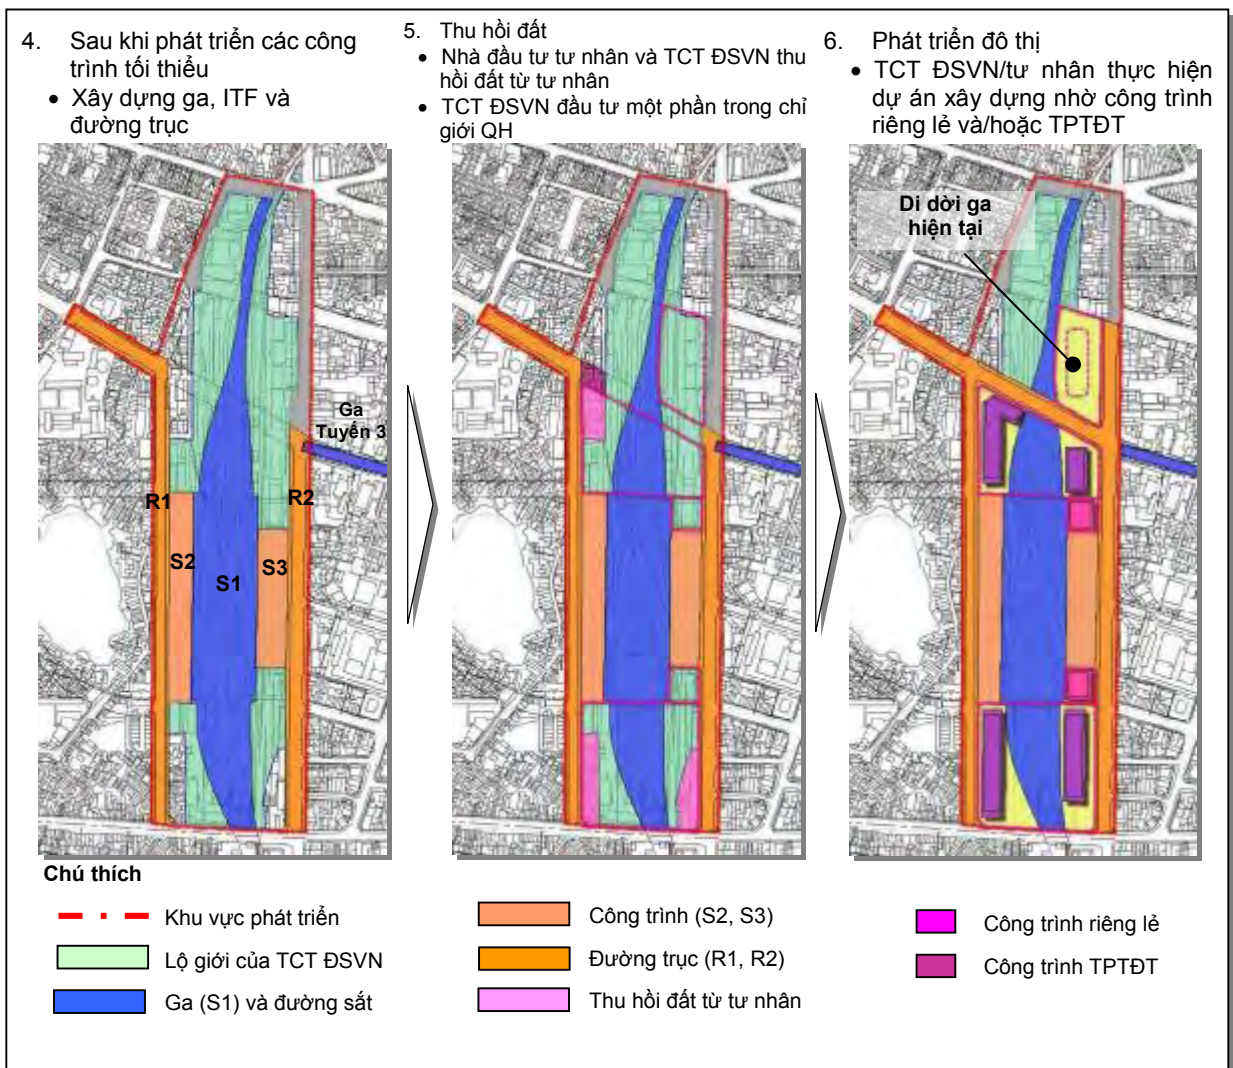 4. Sau khi phát triển các công
trình tối thiểu
• Xây dựng ga, ITF và
đường trục
5. Thu hồi đất
• Nhà đầu tư tư nhân và TCT ĐSVN thu
hồi đất từ tư nhân
• TCT ĐSVN đầu tư một phần trong chỉ
giới QH
6. Phát triển đô thị
• TCT ĐSVN/tư nhân thực hiện
dự án xây dựng nhờ công trình
riêng lẻ và/hoặc TPTĐT
Ga
Tuyến 3
R1
R2
S2
S1
S3
Di dời ga
hiện tại
Chú thích
Khu vực phát triển
Lộ giới của TCT ĐSVN
Ga (S1) và đường sắt
Công trình (S2, S3)
Đường trục (R1, R2)
Thu hồi đất từ tư nhân
Công trình riêng lẻ
Công trình TPTĐT